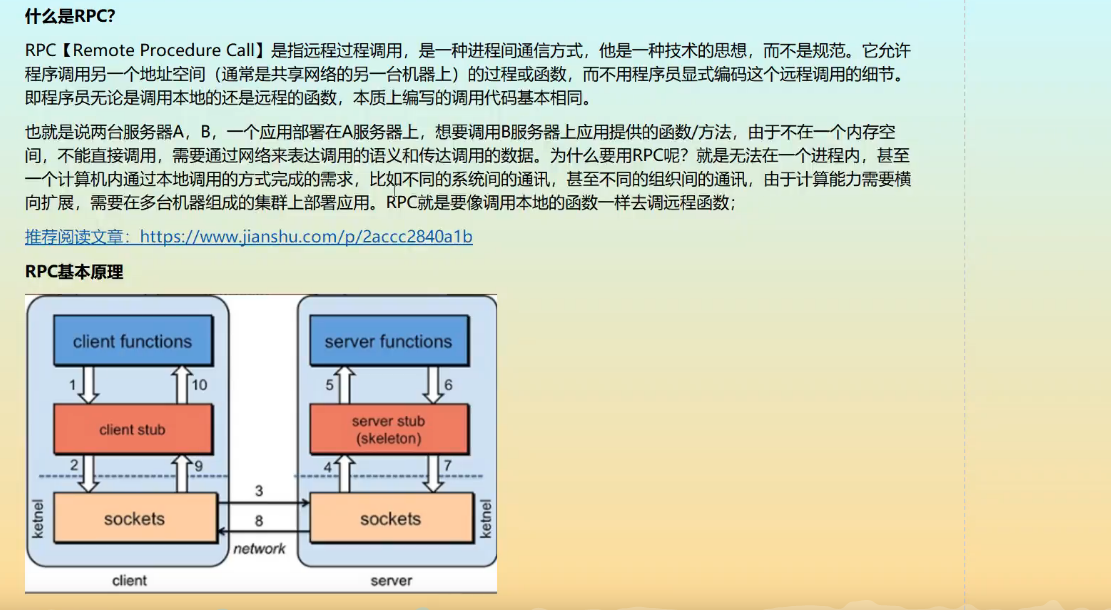 什么是RPC?
RPC【Remote Procedure Call】是指远程过程调用，是一种进程间通信方式，他是一种技术的思想，而不是规范。它允许
程序调用另一个地址空间（通常是共享网络的另一台机器上）的过程或函数，而不用程序员显式编码这个远程调用的细节。
即程序员无论是调用本地的还是远程的函数，本质上编写的调用代码基本相同。
也就是说两台服务器A，B，一个应用部署在A服务器上，想要调用B服务器上应用提供的函数/方法，由于不在一个内存空
间，不能直接调用，需要通过网络来表达调用的语义和传达调用的数据。为什么要用RPC呢？就是无法在一个进程内，甚至
一个计算机内通过本地调用的方式完成的需求，比如不同的系统间的通讯，甚至不同的组织间的通讯，由于计算能力需要横
向扩展，需要在多台机器组成的集群上部署应用。RPC就是要像调用本地的函数一样去调远程函数；
推荐阅读文章：https://www.jianshu.com/p/2accc2840a1b
RPC基本原理
client functions
server functions
1
10
5
6
client stub
server stub
(skeleton)
2
9
4
7
ketnel
sockets
3
8
network
sockets
ketnel
client
server